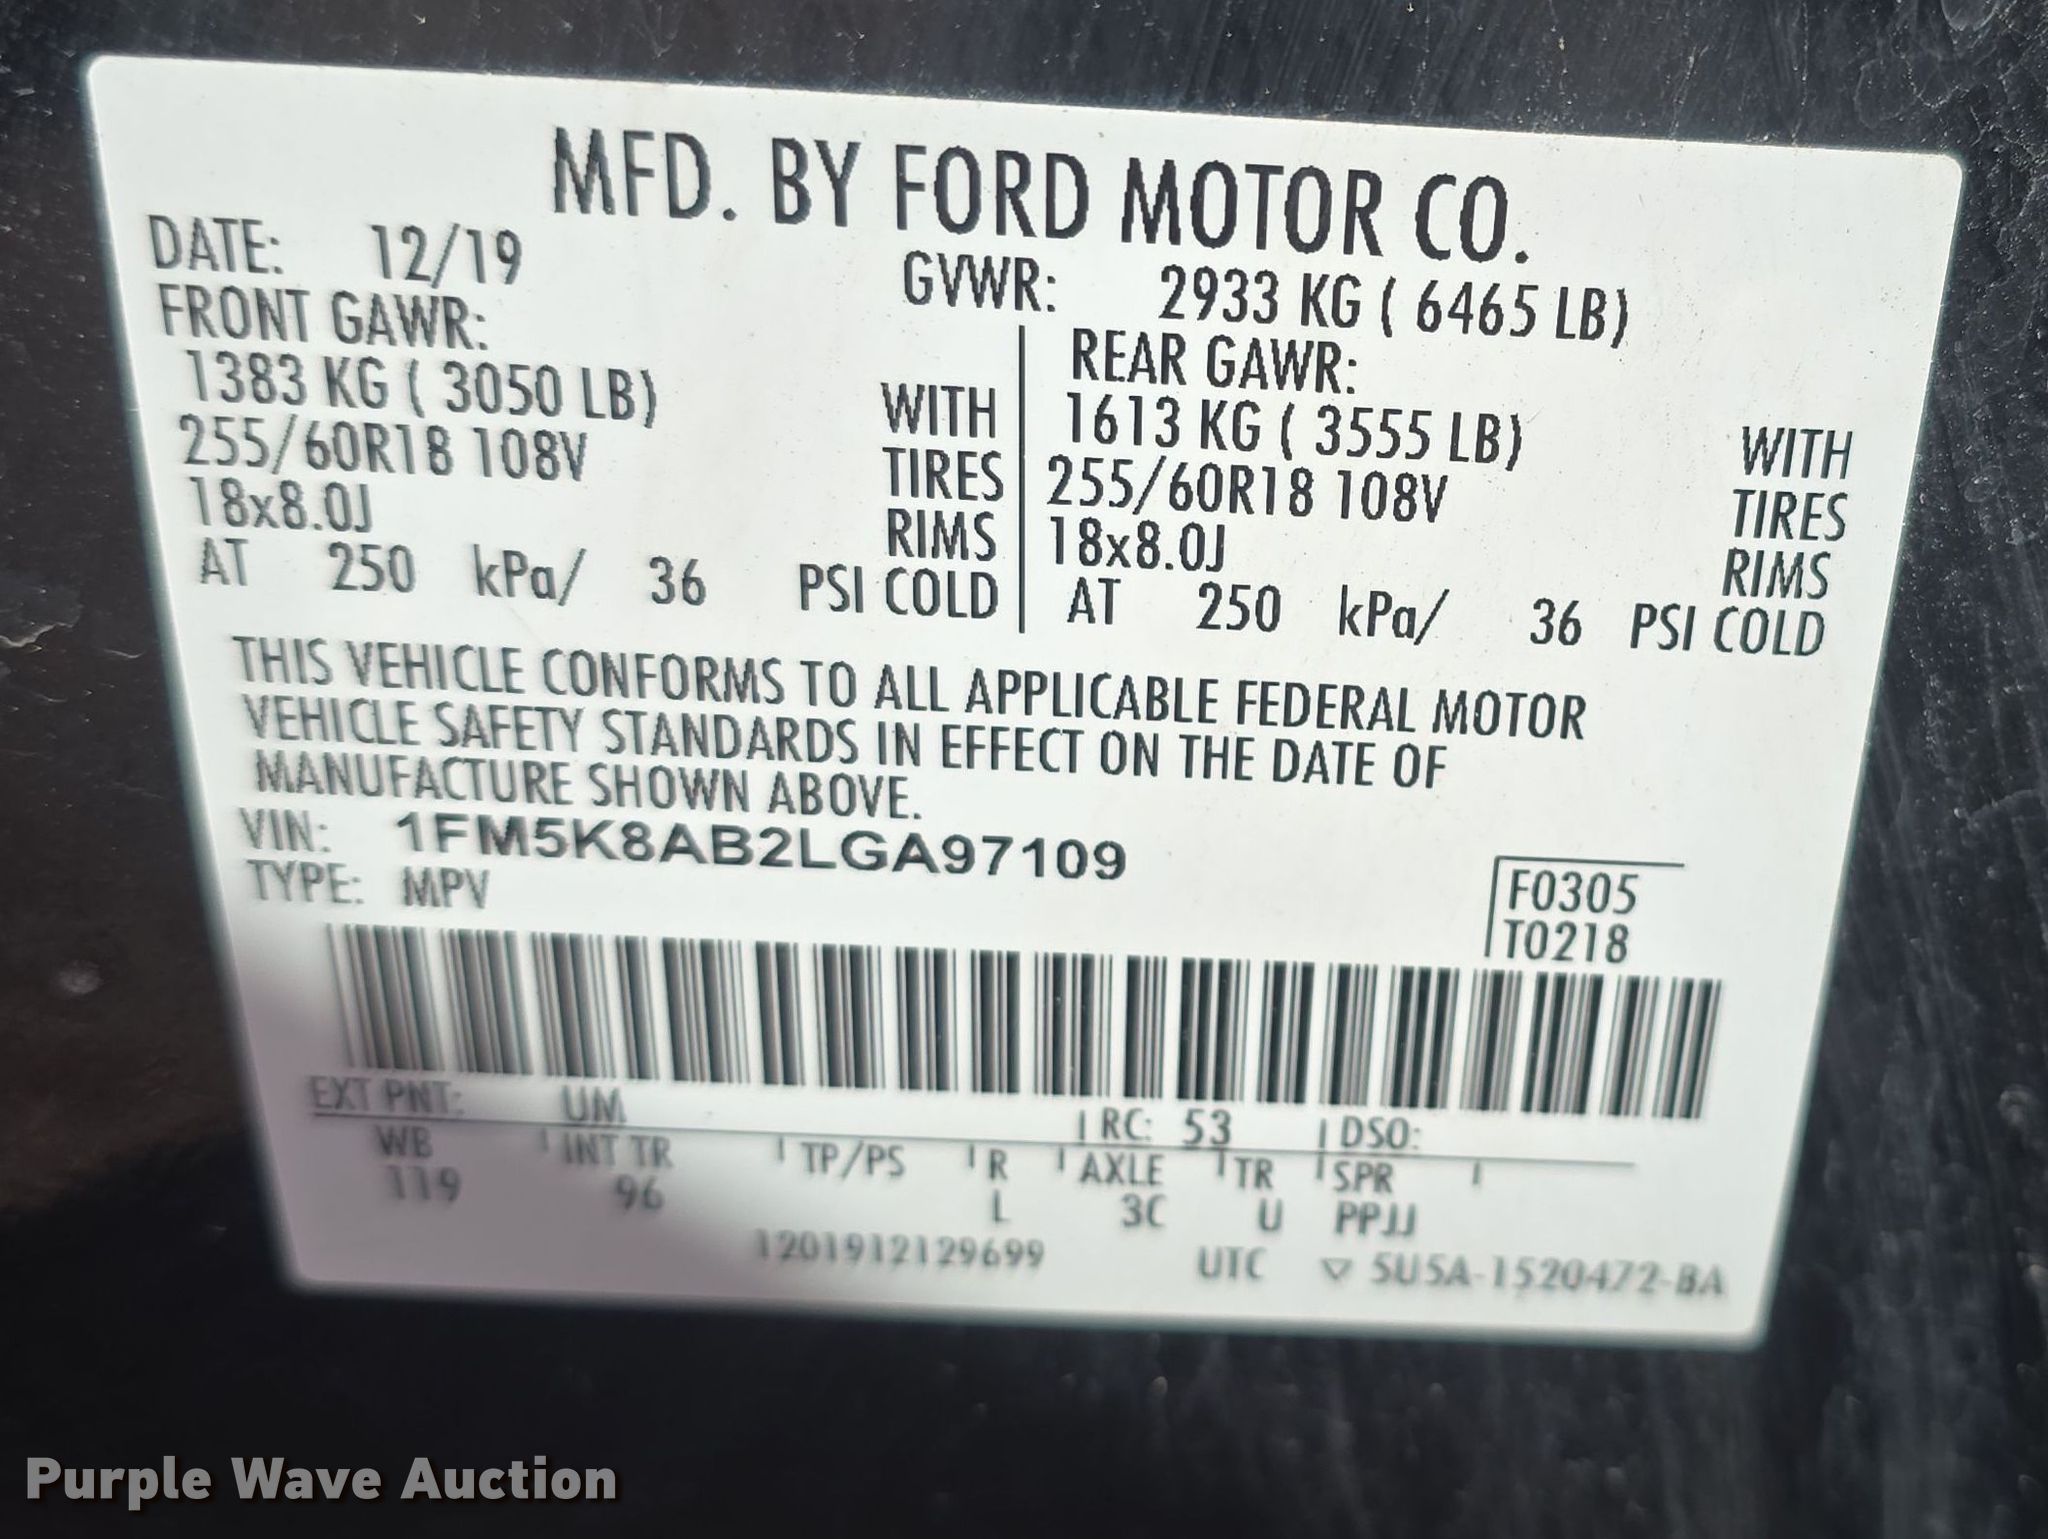 MFD. BY FORD MOTOR CO.
DATE: 12/19 GVWR: 2933 KG ( 6465 LB)
FRONT GAWR: REAR GAWR:
1383 KG ( 3050 LB) WITH 1613 KG ( 3555 LB) WITH
255/60R18 108V TIRES 255/60R18 108V TIRES
18x8.0J RIMS 18x8.0J RIMS
AT 250 kPa/ 36 PSI COLD AT 250 kPa/ 36 PSI COLD
THIS VEHICLE CONFORMS TO ALL APPLICABLE FEDERAL MOTOR
VEHICLE SAFETY STANDARDS IN EFFECT ON THE DATE OF
MANUFACTURE SHOWN ABOVE.
VIN: 1FM5K8AB2LGA97109
TYPE: MPV
F0305
T0218
EXT PNT: UM RC: 53 DSO:
WB INT TR TP/PS R AXLE TR SPR
119 96 L 3C U PPJJ
1201912129699 UTC ▽ 5U5A-1520472-BA
Purple Wave Auction